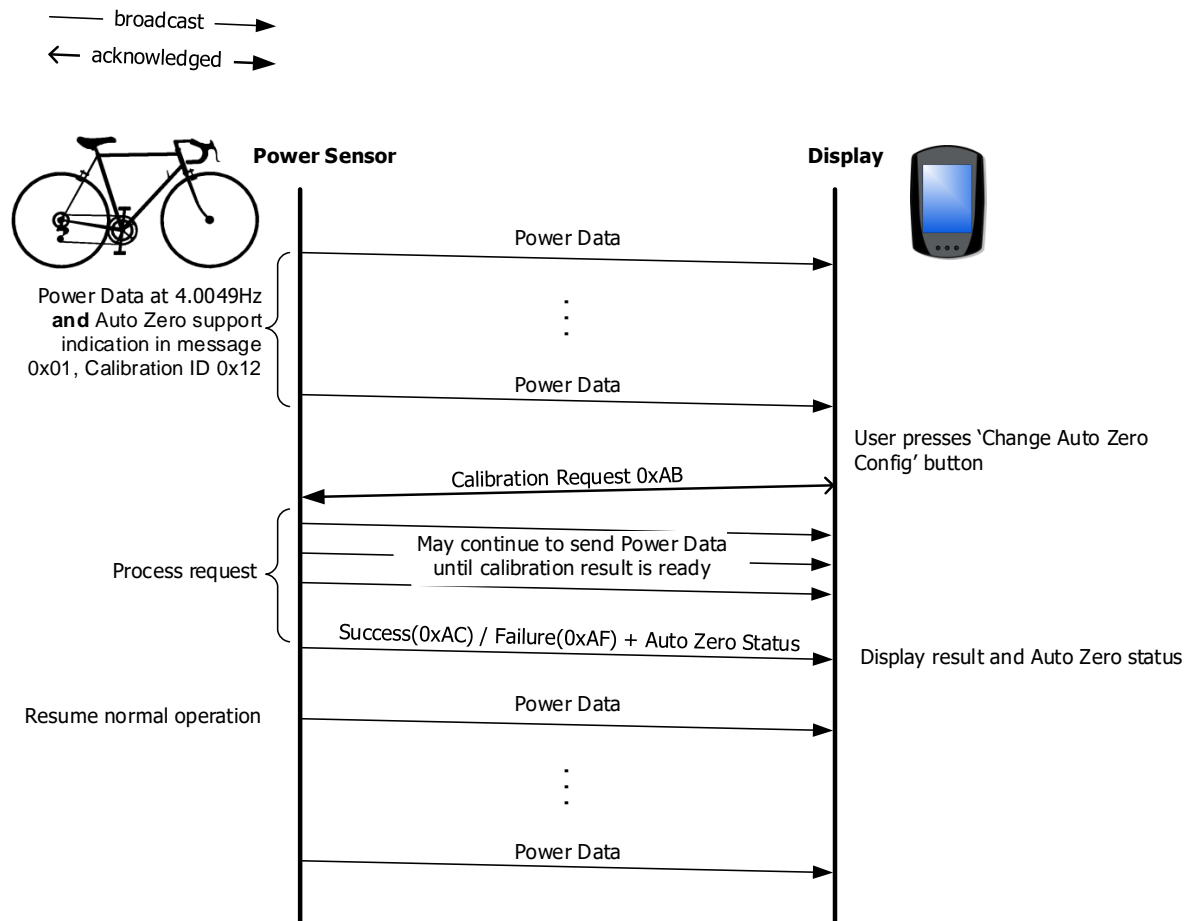 broadcast
acknowledged
Power Sensor
Display
Power Data
Power Data at 4.0049Hz
and Auto Zero support
indication in message
0x01, Calibration ID 0x12
Power Data
User presses ‘Change Auto Zero
Config’ button
Calibration Request 0xAB
May continue to send Power Data
until calibration result is ready
Process request
Success(0xAC) / Failure(0xAF) + Auto Zero Status
Display result and Auto Zero status
Power Data
Resume normal operation
Power Data